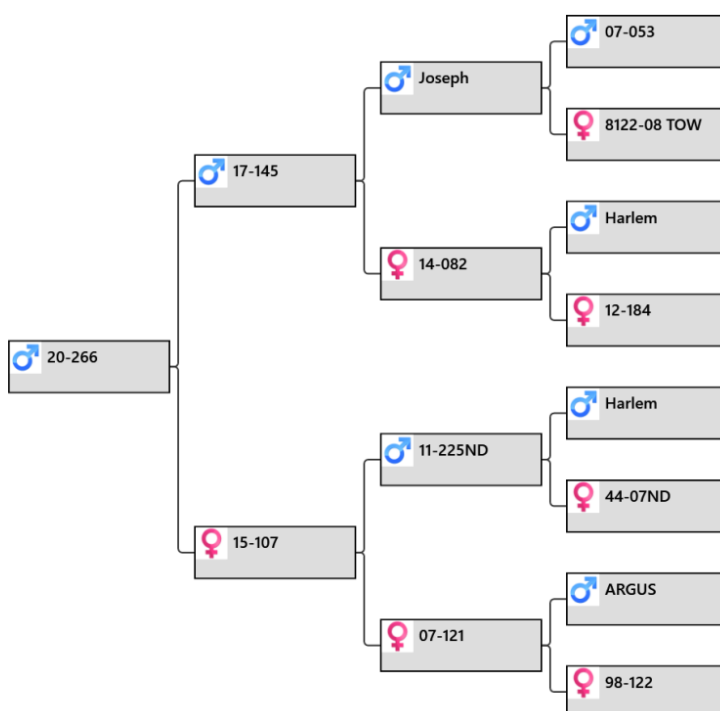 07-053
Joseph
8122-08 TOW
17-145
Harlem
14-082
12-184
20-266
Harlem
11-225ND
44-07ND
15-107
ARGUS
07-121
98-122